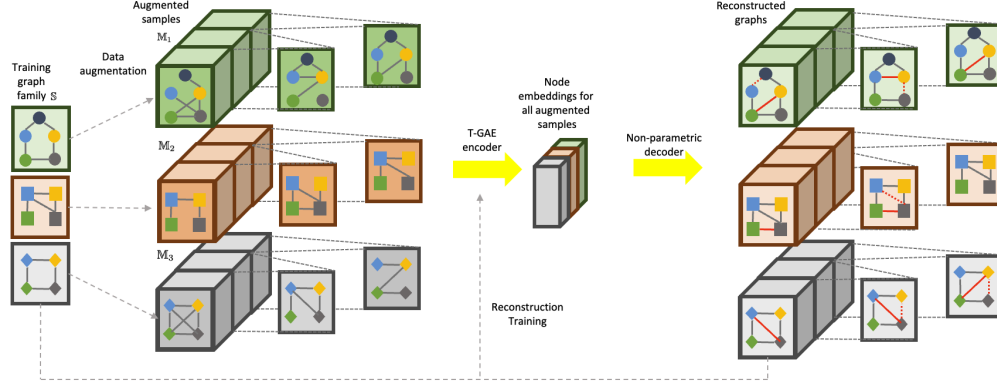 Augmented
samples
Reconstructed
graphs
𝕄₁
Data
augmentation
Training
graph
family 𝕊
Node
embeddings for
all augmented
samples
T-GAE
encoder
Non-parametric
decoder
𝕄₂
𝕄₃
Reconstruction
Training